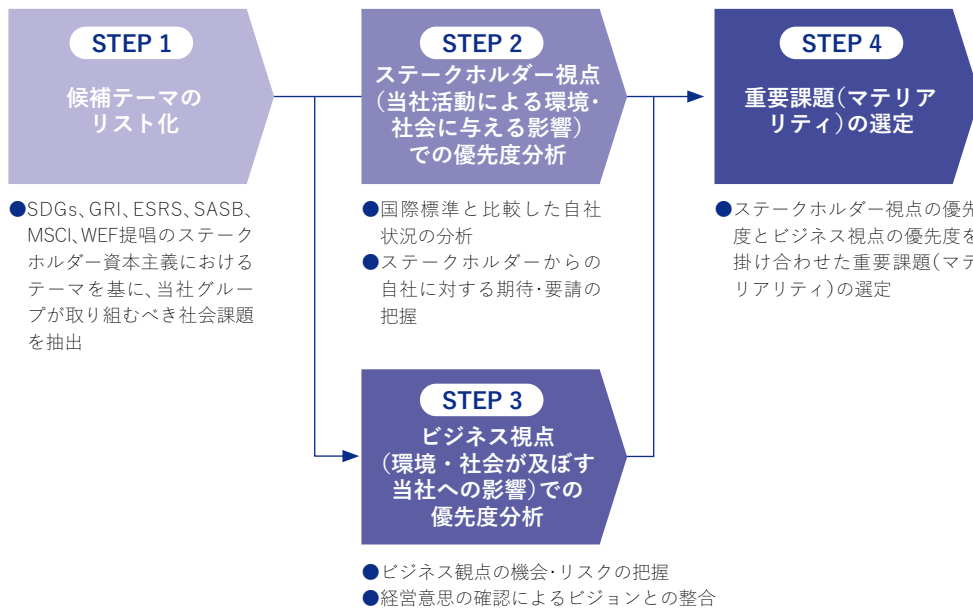 STEP 1
候補テーマの
リスト化
●SDGs、GRI、ESRS、SASB、
MSCI、WEF提唱のステーク
ホルダー資本主義における
テーマを基に、当社グルー
プが取り組むべき社会課題
を抽出
STEP 2
ステークホルダー視点
(当社活動による環境・
社会に与える影響)
での優先度分析
●国際標準と比較した自社
状況の分析
●ステークホルダーからの
自社に対する期待・要請の
把握
STEP 3
ビジネス視点
(環境・社会が及ぼす
当社への影響)での
優先度分析
●ビジネス観点の機会・リスクの把握
●経営意思の確認によるビジョンとの整合
STEP 4
重要課題(マテリア
リティ)の選定
●ステークホルダー視点の優先
度とビジネス視点の優先度を
掛け合わせた重要課題(マテ
リアリティ)の選定